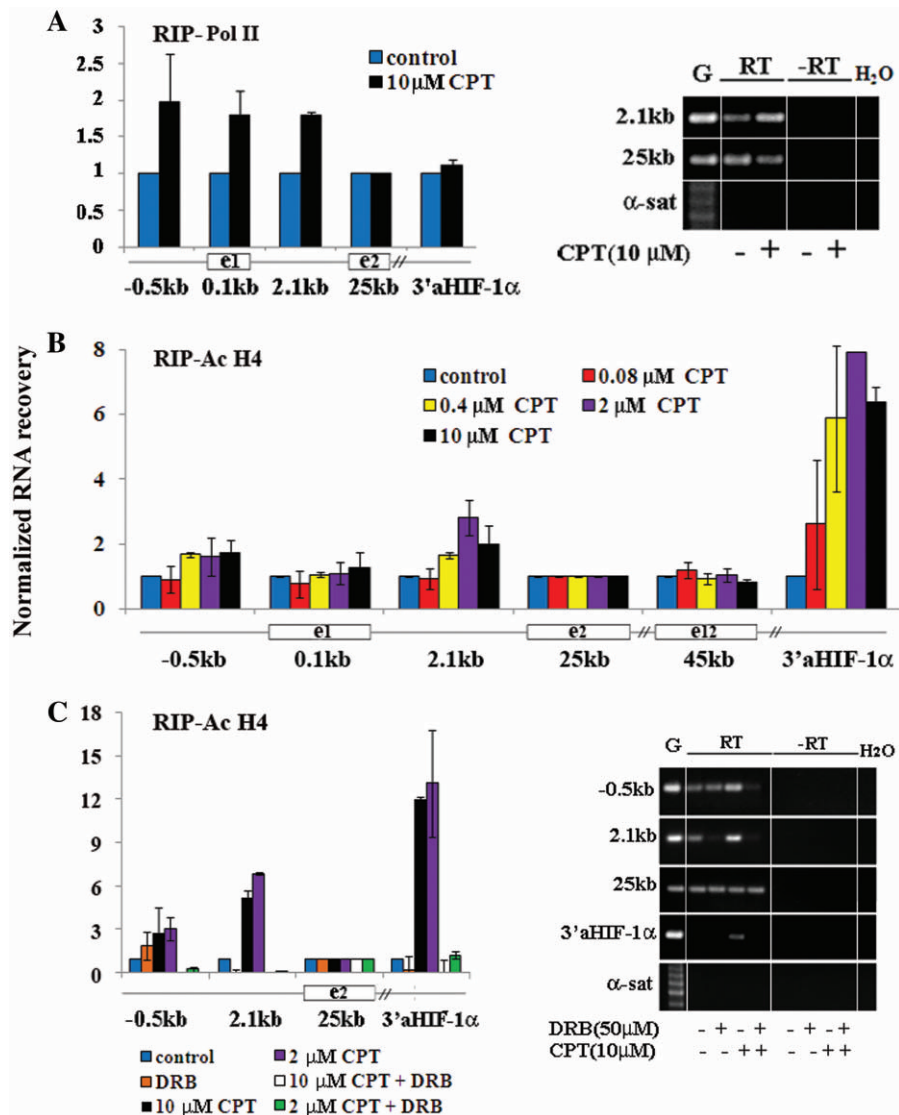 A
RIP-Pol II
control
10μM CPT
3
2.5
2
1.5
1
0.5
0
e1
e2
-0.5kb 0.1kb 2.1kb 25kb 3'aHIF-1α
G RT -RT H₂O
2.1kb
25kb
α-sat
CPT(10 μM) - + - +
B
RIP-Ac H4
control
0.08 μM CPT
0.4 μM CPT
2 μM CPT
10 μM CPT
Normalized RNA recovery
8
6
4
2
0
e1
e2
e12
-0.5kb 0.1kb 2.1kb 25kb 45kb 3'aHIF-1α
C
RIP-Ac H4
18
15
12
9
6
3
0
e2
-0.5kb 2.1kb 25kb 3'aHIF-1α
control
2 μM CPT
DRB
10 μM CPT + DRB
10 μM CPT
2 μM CPT + DRB
G RT -RT H2O
-0.5kb
2.1kb
25kb
3'aHIF-1α
α-sat
DRB(50μM) - + - + - + - +
CPT(10μM) - - + + - - + +